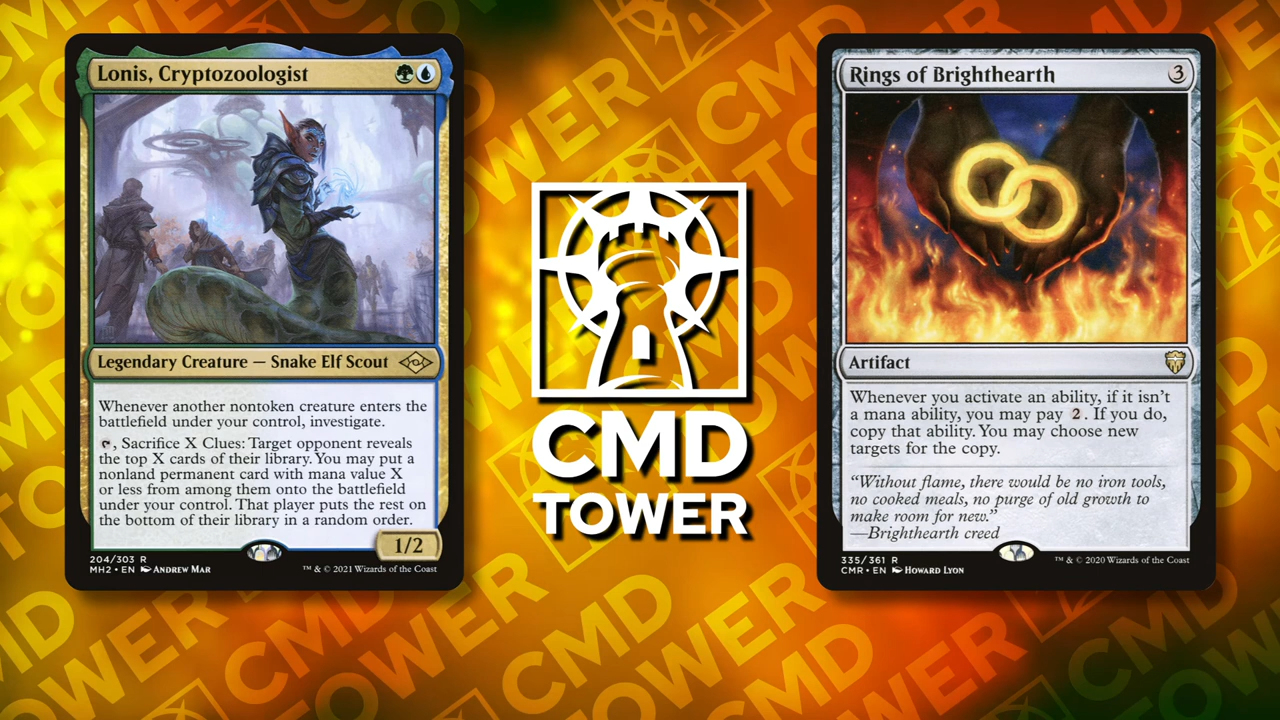 Lonis, Cryptozoologist
Legendary Creature — Snake Elf Scout
Whenever another nontoken creature enters the
battlefield under your control, investigate.
, Sacrifice X Clues: Target opponent reveals
the top X cards of their library. You may put a
nonland permanent card with mana value X
or less from among them onto the battlefield
under your control. That player puts the rest on
the bottom of their library in a random order.
1/2
204/303 R
MH2 • EN Andrew Mar
™ & © 2021 Wizards of the Coast
CMD
TOWER
Rings of Brighthearth
3
Artifact
Whenever you activate an ability, if it isn't
a mana ability, you may pay 2. If you do,
copy that ability. You may choose new
targets for the copy.
“Without flame, there would be no iron tools,
no cooked meals, no purge of old growth to
make room for new.”
—Brighthearth creed
335/361 R
CMR • EN Howard Lyon
™ & © 2020 Wizards of the Coast